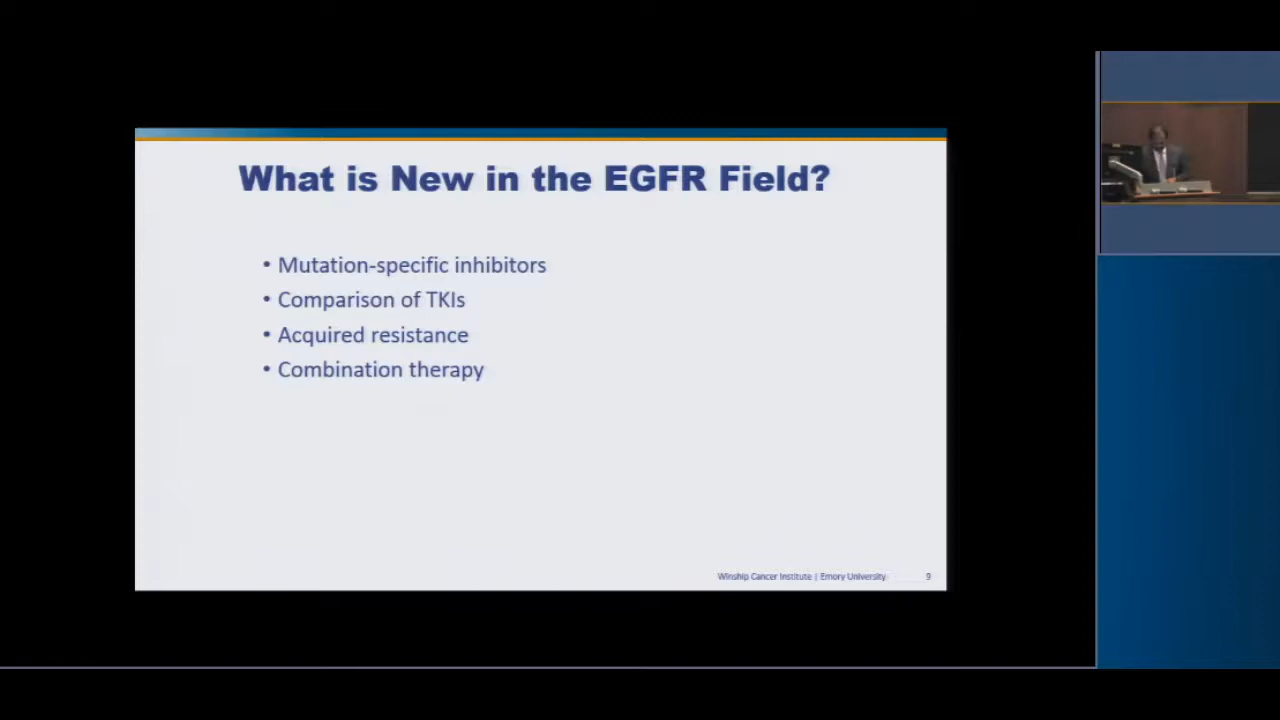 What is New in the EGFR Field?
• Mutation-specific inhibitors
• Comparison of TKIs
• Acquired resistance
• Combination therapy
Winship Cancer Institute | Emory University 9